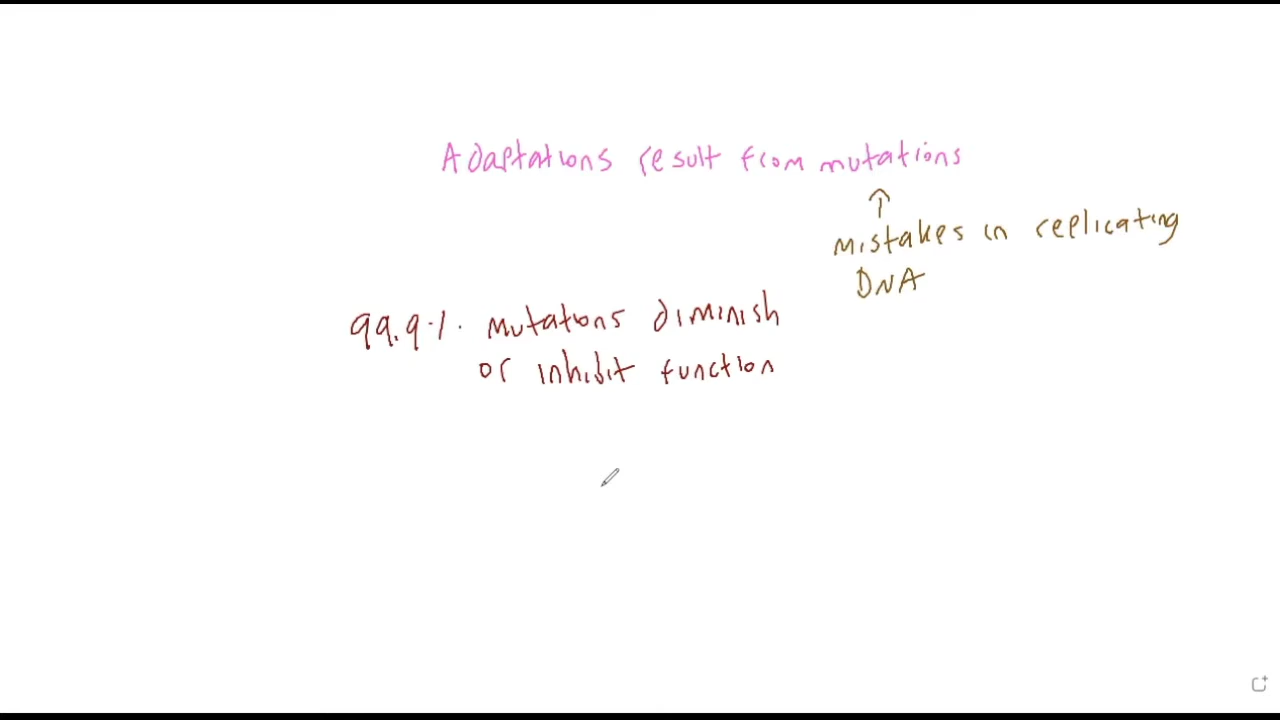 Adaptations result from mutations
↑
mistakes in replicating
DNA
99.9% mutations diminish
or inhibit function